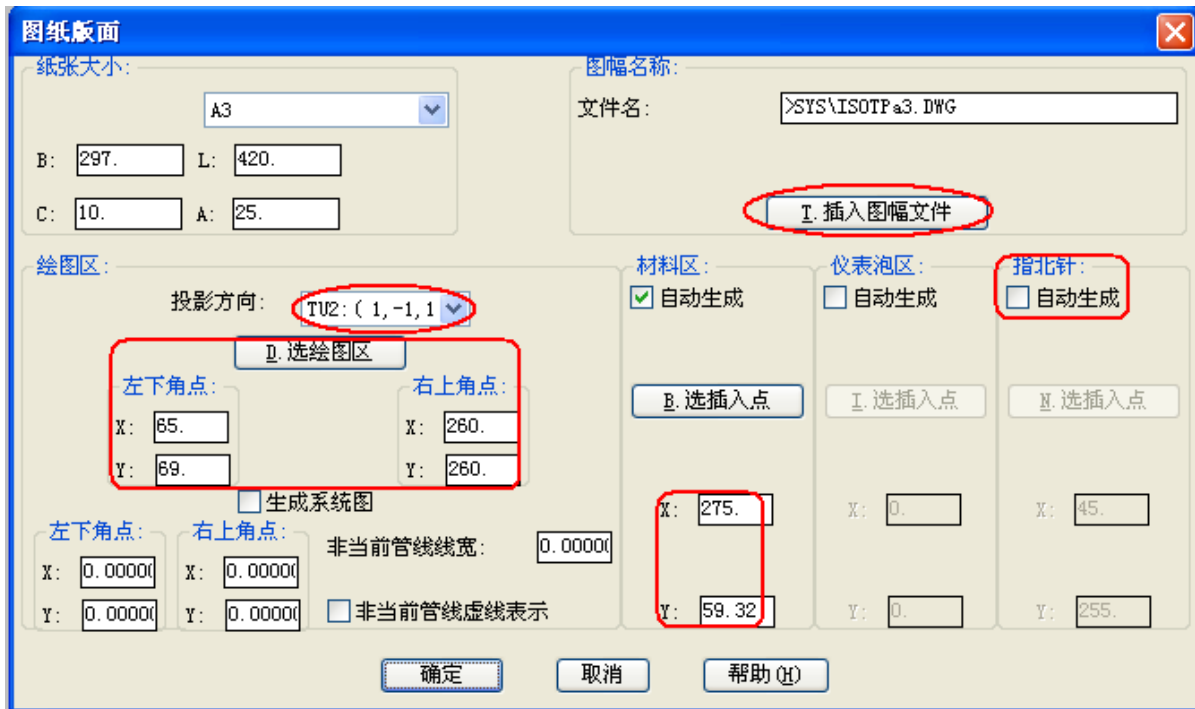 图纸版面
纸张大小:
A3
B: 297. L: 420.
C: 10. A: 25.
图幅名称:
文件名: >SYS\ISOTPa3.DWG
T.插入图幅文件
绘图区:
投影方向: TU2:( 1,-1,1
D.选绘图区
左下角点: 右上角点:
X: 65. X: 260.
Y: 69. Y: 260.
生成系统图
左下角点: 右上角点: 非当前管线线宽: 0.0000
X: 0.0000 X: 0.0000
Y: 0.0000 Y: 0.0000 非当前管线虚线表示
材料区:
自动生成
B.选插入点
X: 275.
Y: 59.32
仪表泡区:
自动生成
I.选插入点
X: 0.
Y: 0.
指北针:
自动生成
N.选插入点
X: 45.
Y: 255.
确定 取消 帮助(H)